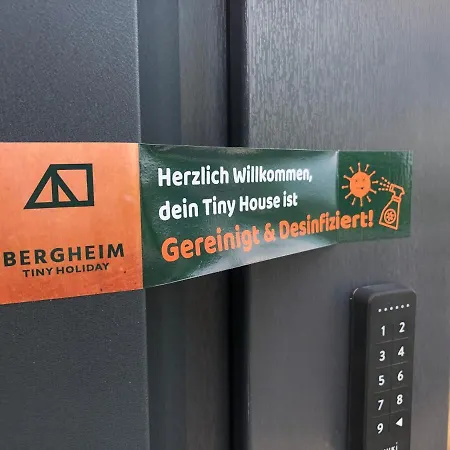 BERGHEIM
TINY HOLIDAY
Herzlich Willkommen,
dein Tiny House ist
Gereinigt & Desinfiziert!
1 2
3 4
5 6
7 8
9 ◀